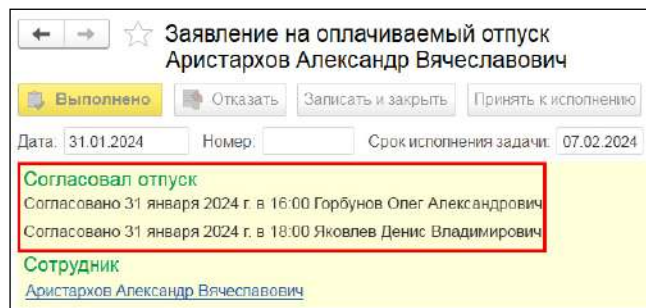 Заявление на оплачиваемый отпуск
Аристархов Александр Вячеславович
Выполнено Отказать Записать и закрыть Принять к исполнению
Дата: 31.01.2024 Номер: Срок исполнения задачи: 07.02.2024
Согласовал отпуск
Согласовано 31 января 2024 г. в 16:00 Горбунов Олег Александрович
Согласовано 31 января 2024 г. в 18:00 Яковлев Денис Владимирович
Сотрудник
Аристархов Александр Вячеславович